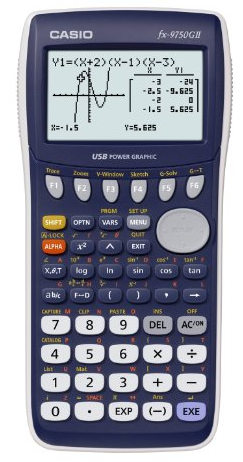 CASIO fx-9750GII
Y1=(X+2)(X-1)(X-3)
X Y1
-3 -24
-2.5 -9.625
-2 0
-1.5 5.625
X=-1.5 Y=5.625
USB POWER GRAPHIC
Trace Zoom V-Window Sketch G-Solv G↔T
F1 F2 F3 F4 F5 F6
PRGM SET UP
SHIFT OPTN VARS MENU
A-LOCK QUIT
ALPHA x² ^ EXIT
X,θ,T log ln sin cos tan
ab/c F↔D ( ) , →
CAPTURE CLIP PASTE INS OFF
7 8 9 DEL AC/ON
CATALOG
4 5 6 × ÷
List Mat
1 2 3 + −
SPACE Ans
0 . EXP (−) EXE